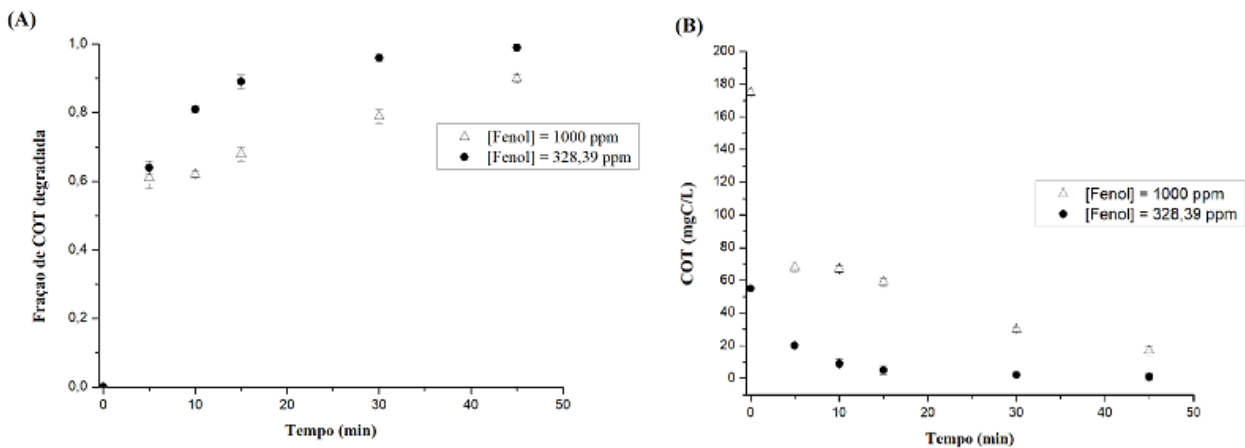 (A)
1,0
0,8
0,6
0,4
0,2
0,0
Fraçao de COT degradada
0 10 20 30 40 50
Tempo (min)
[Fenol] = 1000 ppm
[Fenol] = 328,39 ppm
(B)
200
180
160
140
120
100
80
60
40
20
0
COT (mgC/L)
0 10 20 30 40 50
Tempo (min)
[Fenol] = 1000 ppm
[Fenol] = 328,39 ppm